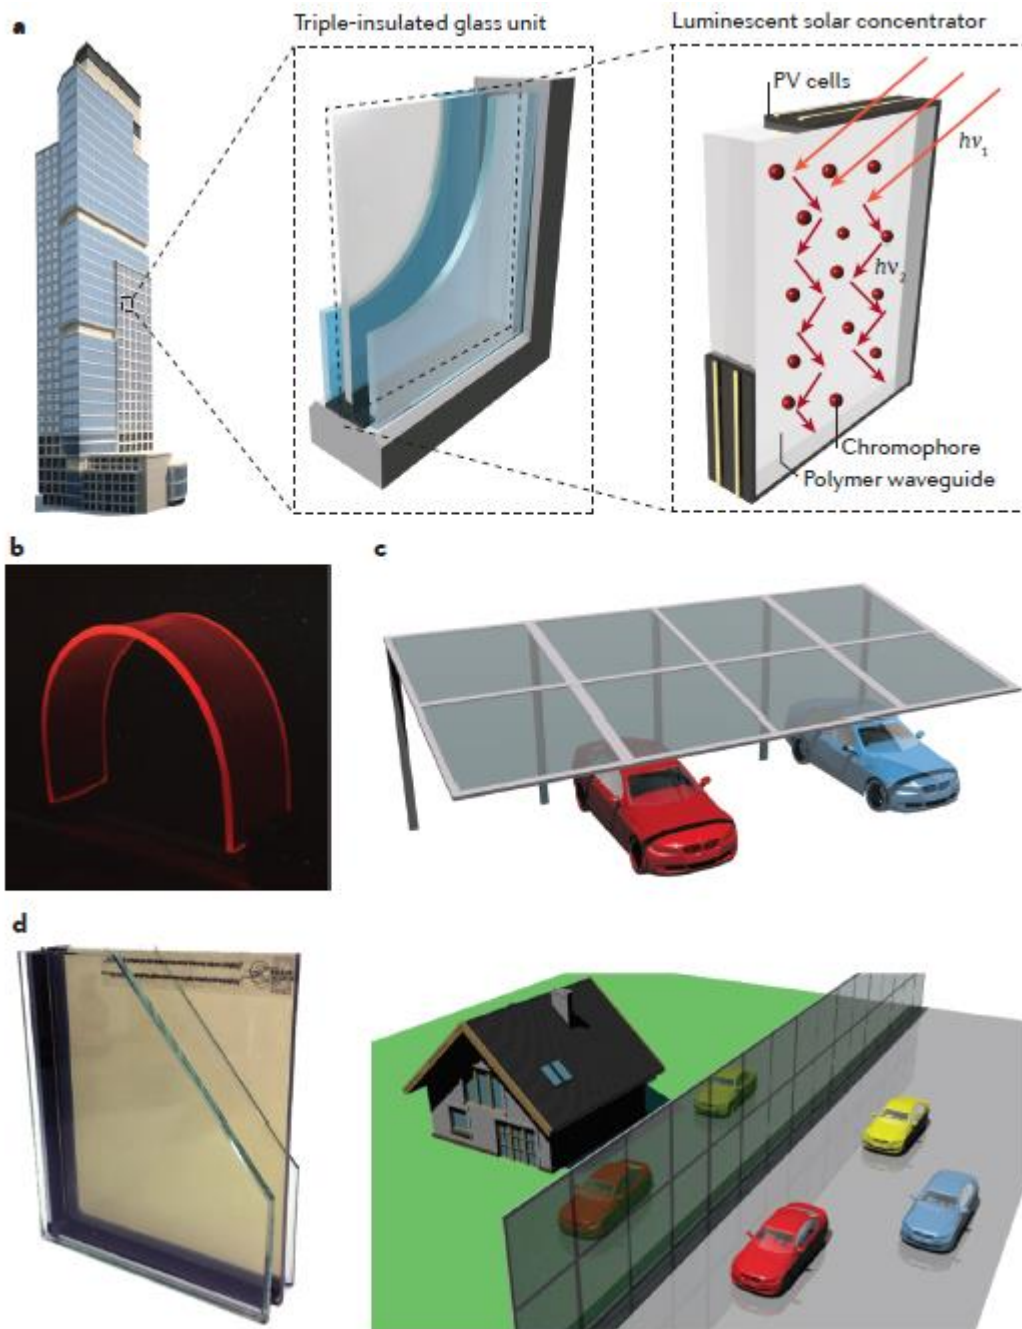 a
Triple-insulated glass unit
Luminescent solar concentrator
PV cells
hν₁
hν₂
Chromophore
Polymer waveguide
b
c
d